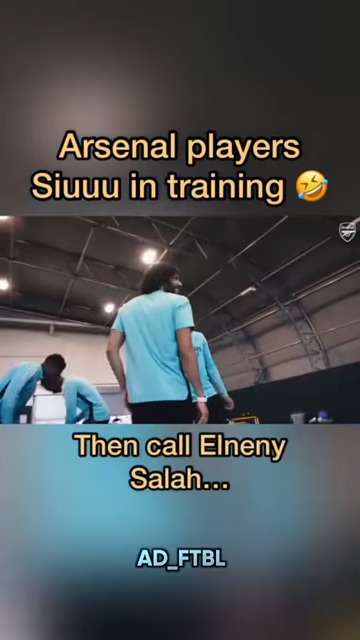 Arsenal players
Siuuu in training 🤣
Then call Elneny
Salah...
AD_FTBL